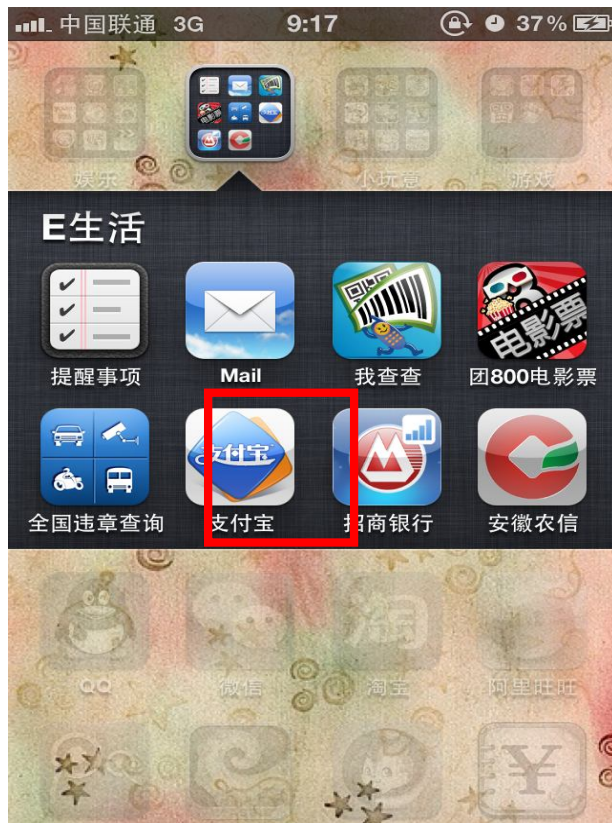 中国联通 3G 9:17 37%
娱乐 小玩意 游戏
E生活
电影票
提醒事项 Mail 我查查 团800电影票
支付宝
全国违章查询 支付宝 招商银行 安徽农信
淘
QQ 微信 淘宝 阿里旺旺
¥